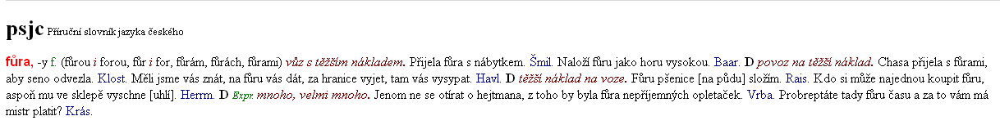 psjc Příruční slovník jazyka českého
fůra, -y f. (fůrou i forou, fůr i for, fůrám, fůrách, fůrami) vůz s těžším nákladem. Přijela fůra s nábytkem. Šmil. Naloží fůru jako horu vysokou. Baar. D povoz na těžší náklad. Chasa přijela s fůrami,
aby seno odvezla. Klost. Měli jsme vás znát, na fůru vás dát, za hranice vyjet, tam vás vysypat. Havl. D těžší náklad na voze. Fůru pšenice [na půdu] složím. Rais. Kdo si může najednou koupit fůru,
aspoň mu ve sklepě vyschne [uhlí]. Herrm. D Expr. mnoho, velmi mnoho. Jenom ne se otírat o hejtmana, z toho by byla fůra nepříjemných opletaček. Vrba. Probreptáte tady fůru času a za to vám má
mistr platit? Krás.